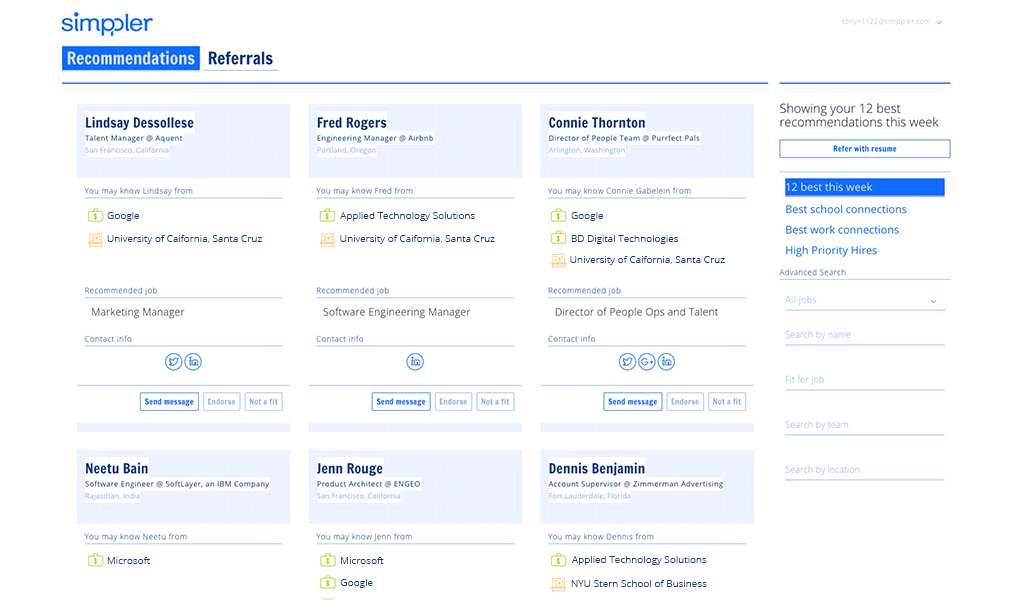 simppler
tony+1122@simppler.com
Recommendations Referrals
Lindsay Dessollese
Talent Manager @ Aquent
San Francisco, California
You may know Lindsay from
Google
University of Caifornia, Santa Cruz
Recommended job
Marketing Manager
Contact info
Send message Endorse Not a fit
Fred Rogers
Engineering Manager @ Airbnb
Portland, Oregon
You may know Fred from
Applied Technology Solutions
University of Caifornia, Santa Cruz
Recommended job
Software Engineering Manager
Contact info
Send message Endorse Not a fit
Connie Thornton
Director of People Team @ Purrfect Pals
Arlington, Washington
You may know Connie Gabelein from
Google
BD Digital Technologies
University of Caifornia, Santa Cruz
Recommended job
Director of People Ops and Talent
Contact info
G+
Send message Endorse Not a fit
Neetu Bain
Software Engineer @ SoftLayer, an IBM Company
Rajasthan, India
You may know Neetu from
Microsoft
Jenn Rouge
Product Architect @ ENGEO
San Francisco, California
You may know Jenn from
Microsoft
Google
Dennis Benjamin
Account Supervisor @ Zimmerman Advertising
Fort Lauderdale, Florida
You may know Dennis from
Applied Technology Solutions
NYU Stern School of Business
Showing your 12 best
recommendations this week
Refer with resume
12 best this week
Best school connections
Best work connections
High Priority Hires
Advanced Search
All jobs
Search by name
Fit for job
Search by team
Search by location